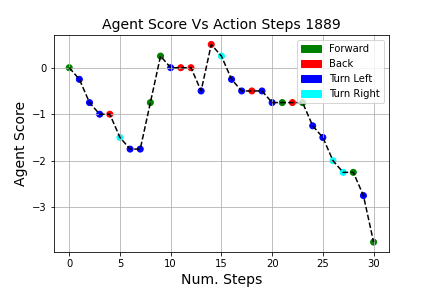 Agent Score Vs Action Steps 1889
Forward
Back
Turn Left
Turn Right
Agent Score
0
−1
−2
−3
0
5
10
15
20
25
30
Num. Steps